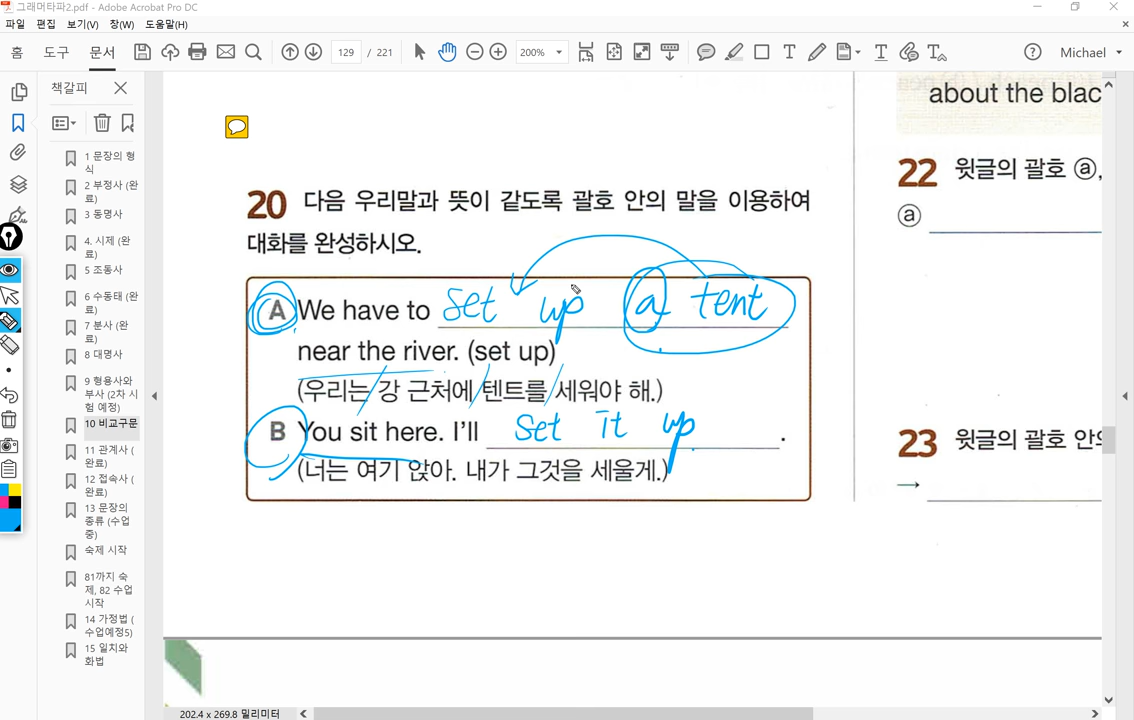 그래머타파2.pdf - Adobe Acrobat Pro DC
파일 편집 보기(V) 창(W) 도움말(H)
홈 도구 문서 129 / 221 200% Michael
책갈피
1 문장의 형식
2 부정사 (완료)
3 동명사
4. 시제 (완료)
5 조동사
6 수동태 (완료)
7 분사 (완료)
8 대명사
9 형용사와 부사 (2차 시험 예정)
10 비교구문
11 관계사 (완료)
12 접속사 (완료)
13 문장의 종류 (수업중)
숙제 시작
81까지 숙제, 82 수업 시작
14 가정법 (수업예정5)
15 일치와 화법
20 다음 우리말과 뜻이 같도록 괄호 안의 말을 이용하여
대화를 완성하시오.
A We have to set up a tent
near the river. (set up)
(우리는 강 근처에 텐트를 세워야 해.)
B You sit here. I'll set it up .
(너는 여기 앉아. 내가 그것을 세울게.)
about the blac
22 윗글의 괄호 ⓐ,
ⓐ
23 윗글의 괄호 안의
→
202.4 x 269.8 밀리미터